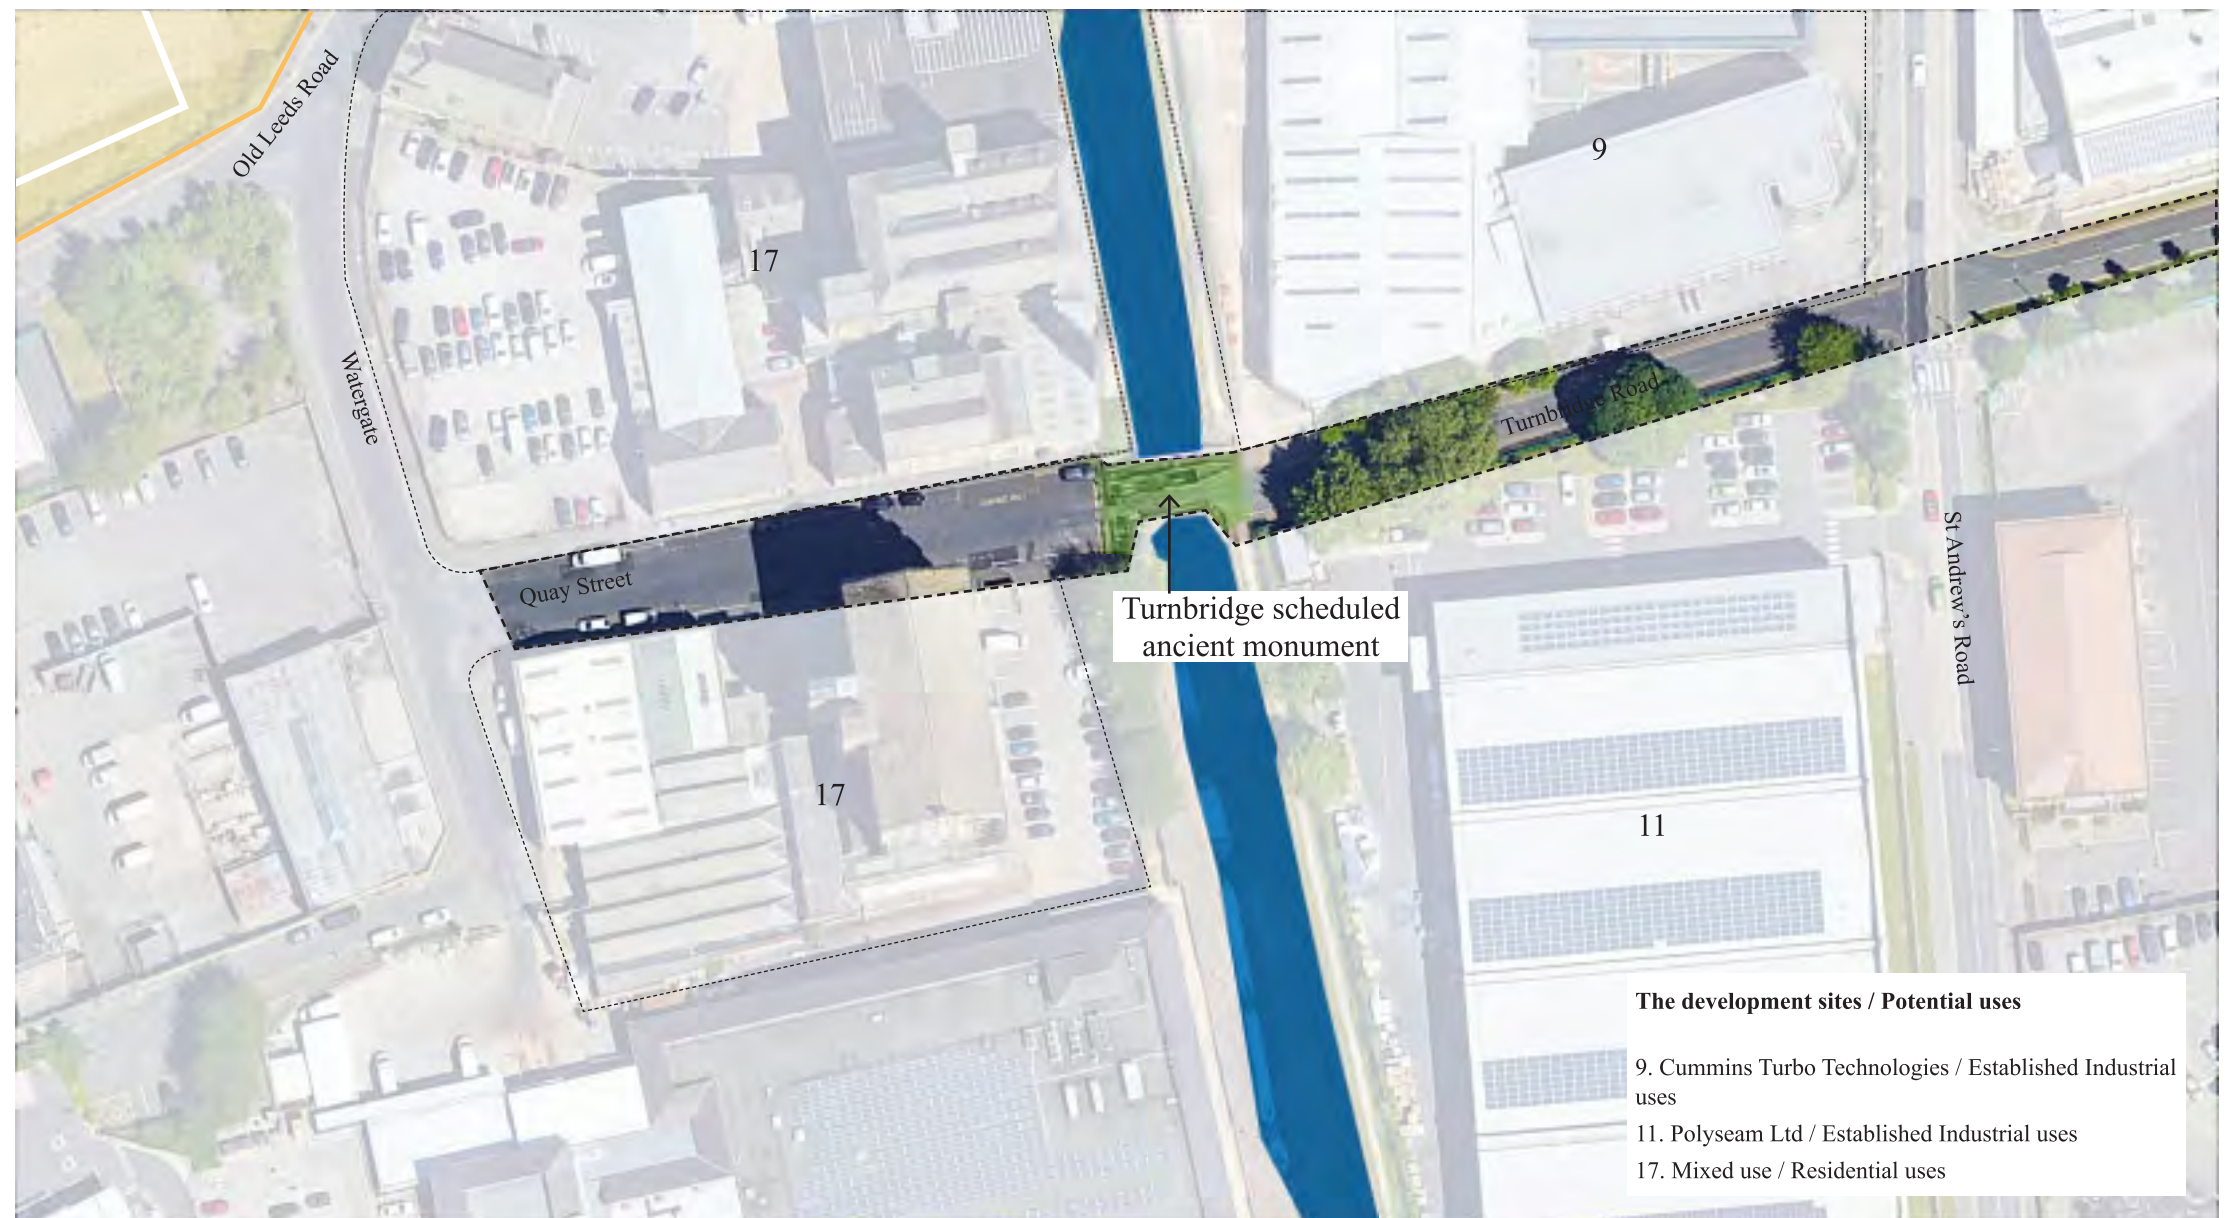 Old Leeds Road
9
17
Watergate
Turnbridge Road
Quay Street
St Andrew's Road
Turnbridge scheduled
ancient monument
17
11
The development sites / Potential uses
9. Cummins Turbo Technologies / Established Industrial
uses
11. Polyseam Ltd / Established Industrial uses
17. Mixed use / Residential uses